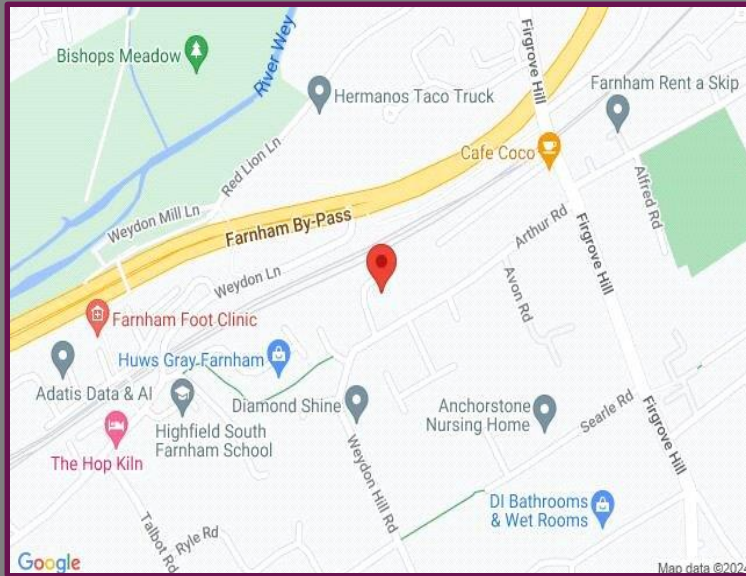 Bishops Meadow
River Wey
Hermanos Taco Truck
Firgrove Hill
Farnham Rent a Skip
Cafe Coco
Red Lion Ln
Alfred Rd
Weydon Mill Ln
Farnham By-Pass
Arthur Rd
Firgrove Hill
Weydon Ln
Avon Rd
Farnham Foot Clinic
Huws Gray Farnham
Adatis Data & AI
Diamond Shine
Anchorstone
Nursing Home
Searle Rd
Firgrove Hill
Highfield South
Farnham School
The Hop Kiln
Weydon Hill Rd
DI Bathrooms
& Wet Rooms
Talbot Rd
Ryle Rd
Google
Map data ©2024